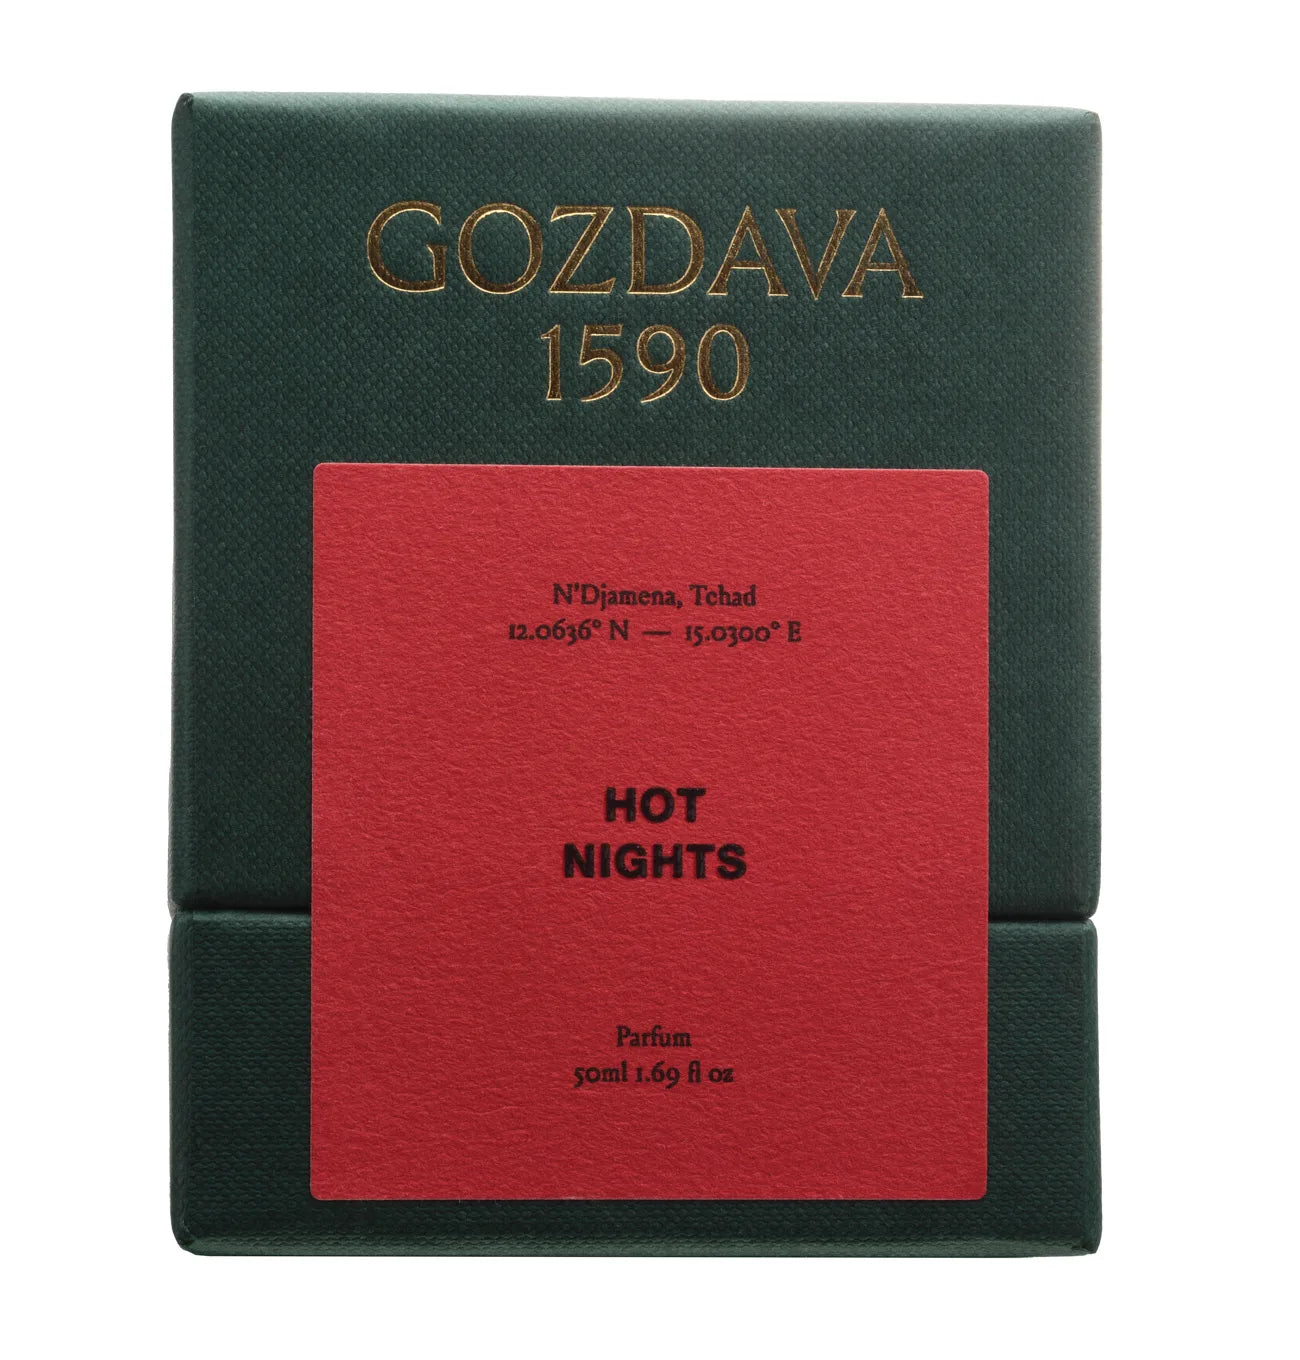 GOZDAVA
1590
N'Djamena, Tchad
12.0636° N — 15.0300° E
HOT
NIGHTS
Parfum
50ml 1.69 fl oz